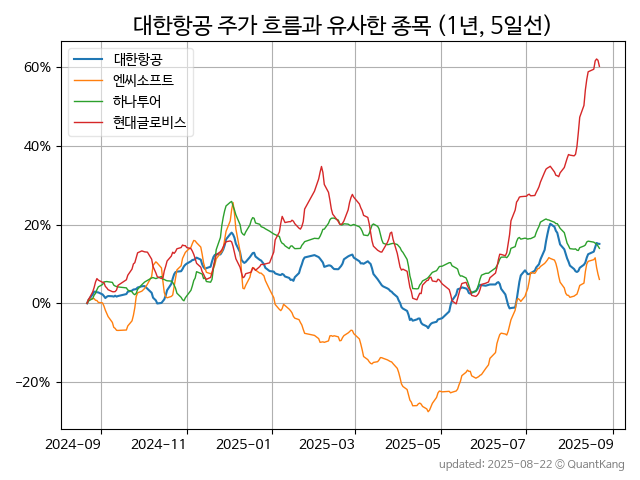 대한항공 주가 흐름과 유사한 종목 (1년, 5일선)
대한항공
엔씨소프트
하나투어
현대글로비스
60%
40%
20%
0%
−20%
2024-09
2024-11
2025-01
2025-03
2025-05
2025-07
2025-09
updated: 2025-08-22 © QuantKang